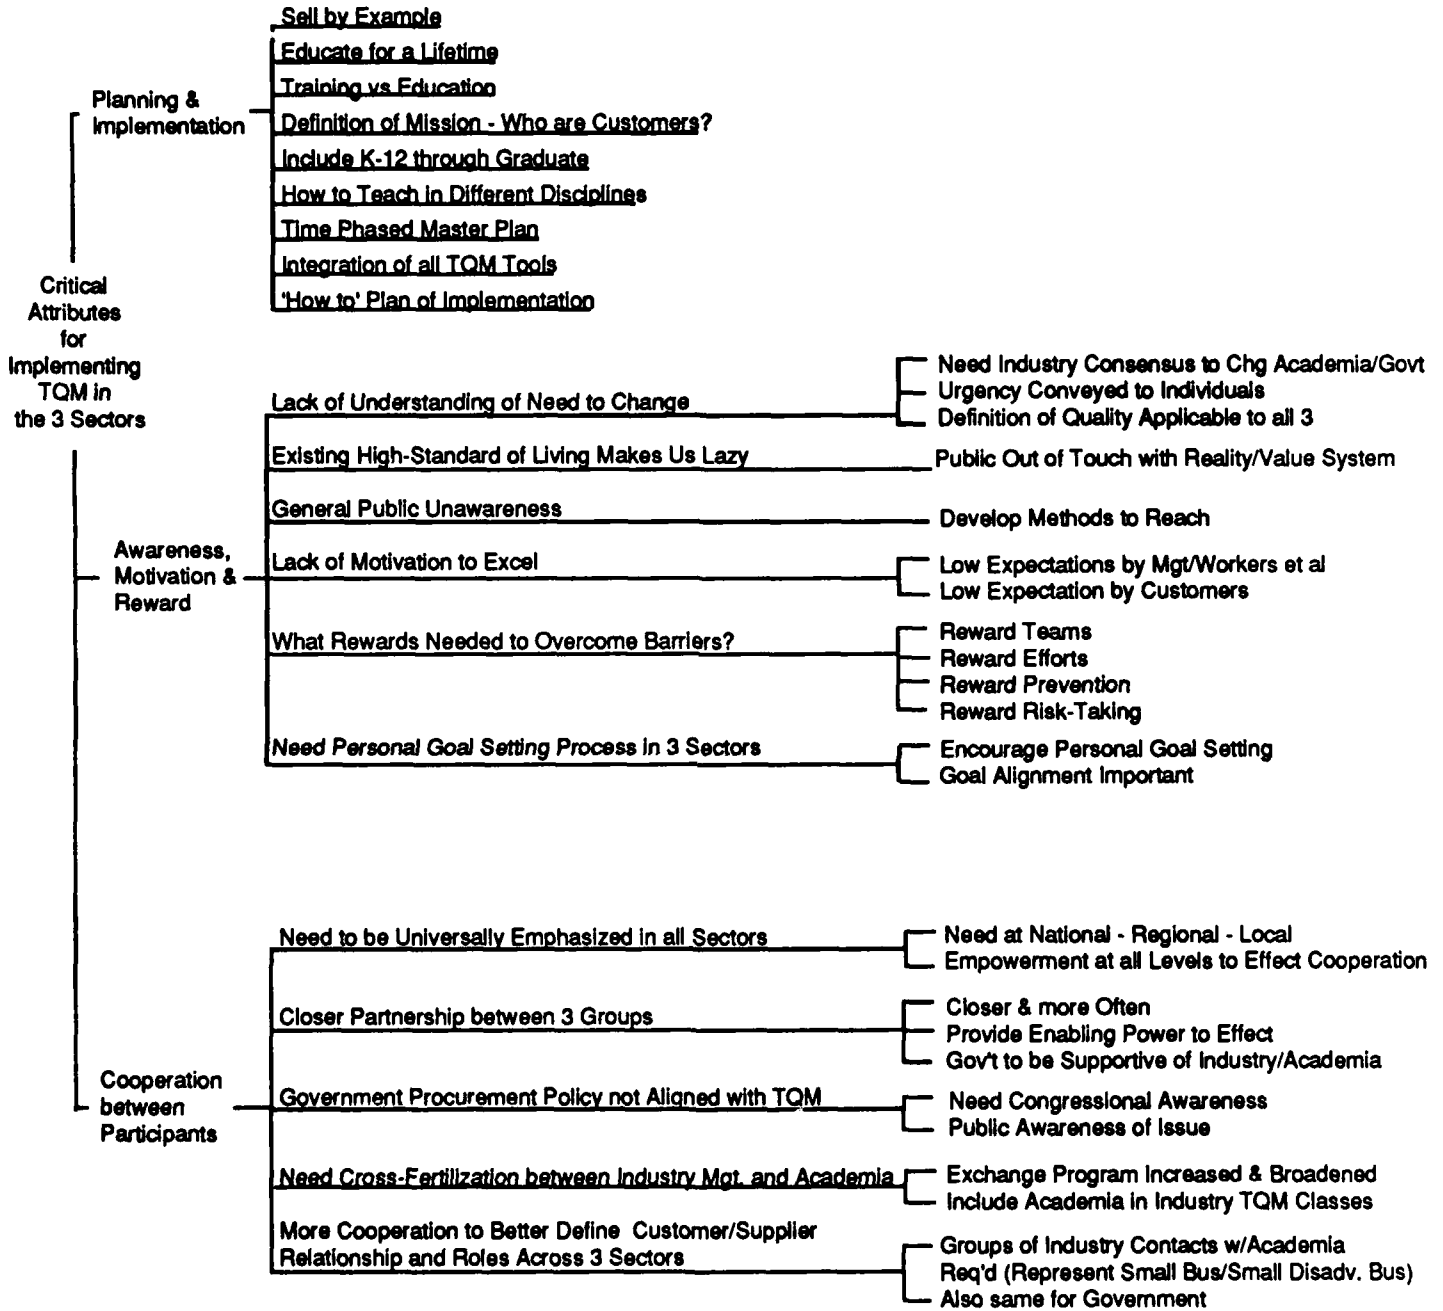 Critical
Attributes
for
Implementing
TQM in
the 3 Sectors
Planning &
Implementation
Sell by Example
Educate for a Lifetime
Training vs Education
Definition of Mission - Who are Customers?
Include K-12 through Graduate
How to Teach in Different Disciplines
Time Phased Master Plan
Integration of all TQM Tools
'How to' Plan of Implementation
Awareness,
Motivation &
Reward
Lack of Understanding of Need to Change
Need Industry Consensus to Chg Academia/Govt
Urgency Conveyed to Individuals
Definition of Quality Applicable to all 3
Existing High-Standard of Living Makes Us Lazy
Public Out of Touch with Reality/Value System
General Public Unawareness
Develop Methods to Reach
Lack of Motivation to Excel
Low Expectations by Mgt/Workers et al
Low Expectation by Customers
What Rewards Needed to Overcome Barriers?
Reward Teams
Reward Efforts
Reward Prevention
Reward Risk-Taking
Need Personal Goal Setting Process in 3 Sectors
Encourage Personal Goal Setting
Goal Alignment Important
Cooperation
between
Participants
Need to be Universally Emphasized in all Sectors
Need at National - Regional - Local
Empowerment at all Levels to Effect Cooperation
Closer Partnership between 3 Groups
Closer & more Often
Provide Enabling Power to Effect
Gov't to be Supportive of Industry/Academia
Government Procurement Policy not Aligned with TQM
Need Congressional Awareness
Public Awareness of Issue
Need Cross-Fertilization between Industry Mgt. and Academia
Exchange Program Increased & Broadened
Include Academia in Industry TQM Classes
More Cooperation to Better Define Customer/Supplier
Relationship and Roles Across 3 Sectors
Groups of Industry Contacts w/Academia
Req'd (Represent Small Bus/Small Disadv. Bus)
Also same for Government